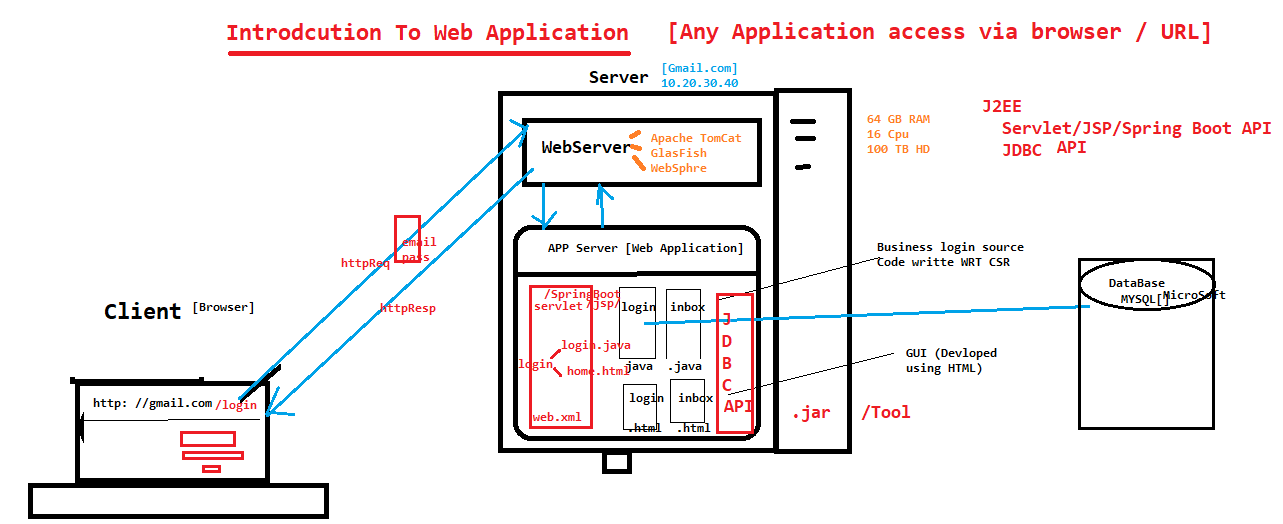 Introdcution To Web Application [Any Application access via browser / URL]
Server
[Gmail.com]
10.20.30.40
WebServer
Apache TomCat
GlasFish
WebSphre
64 GB RAM
16 Cpu
100 TB HD
J2EE
Servlet/JSP/Spring Boot API
JDBC API
email
pass
httpReq
httpResp
Client [Browser]
http: //gmail.com /login
APP Server [Web Application]
/SpringBoot
servlet /jsp/
login.java
login
home.html
web.xml
login
java
inbox
.java
login
.html
inbox
.html
J
D
B
C
API
Business login source
Code writte WRT CSR
GUI (Devloped
using HTML)
.jar /Tool
DataBase
MYSQL[]
MicroSoft